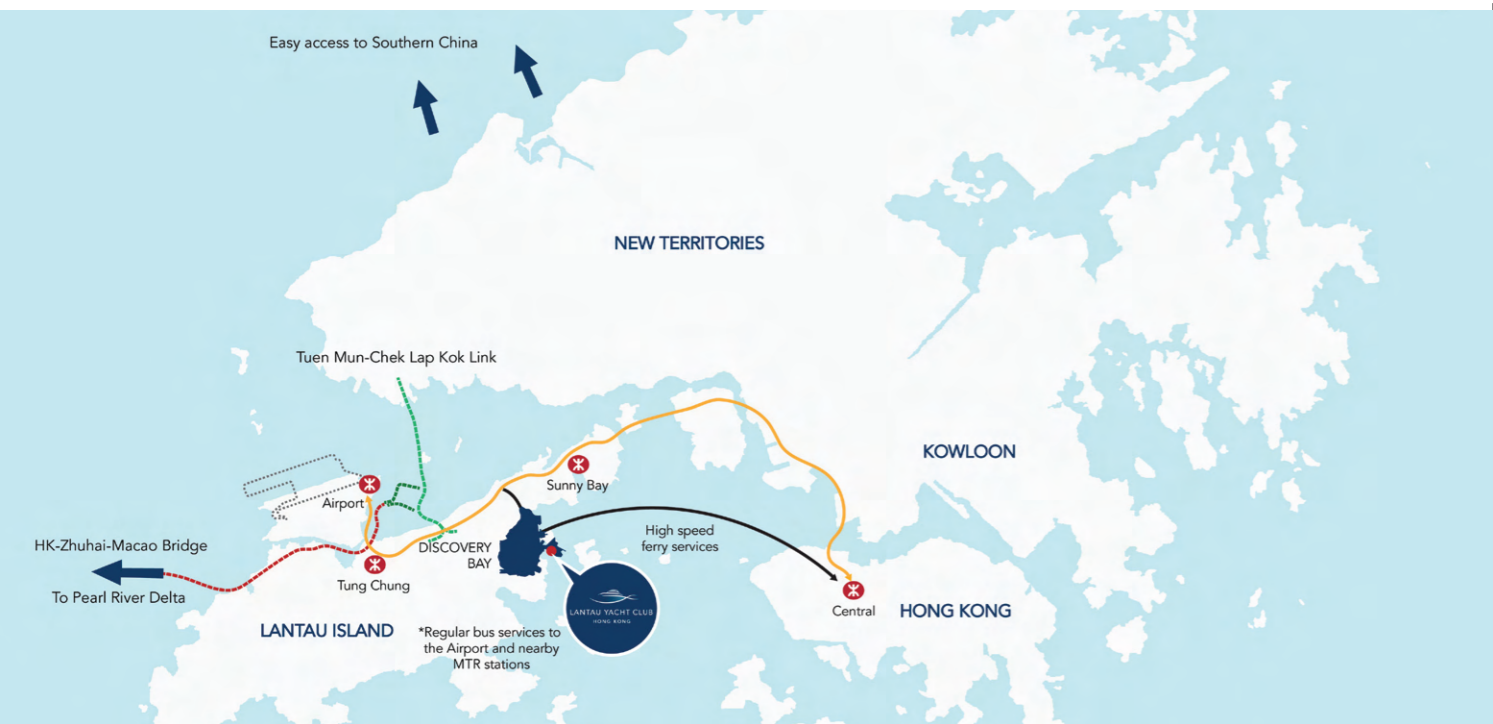 Easy access to Southern China
NEW TERRITORIES
Tuen Mun-Chek Lap Kok Link
KOWLOON
Sunny Bay
Airport
High speed
ferry services
HK-Zhuhai-Macao Bridge
DISCOVERY
BAY
To Pearl River Delta
Tung Chung
LANTAU YACHT CLUB
HONG KONG
Central
HONG KONG
LANTAU ISLAND
*Regular bus services to
the Airport and nearby
MTR stations